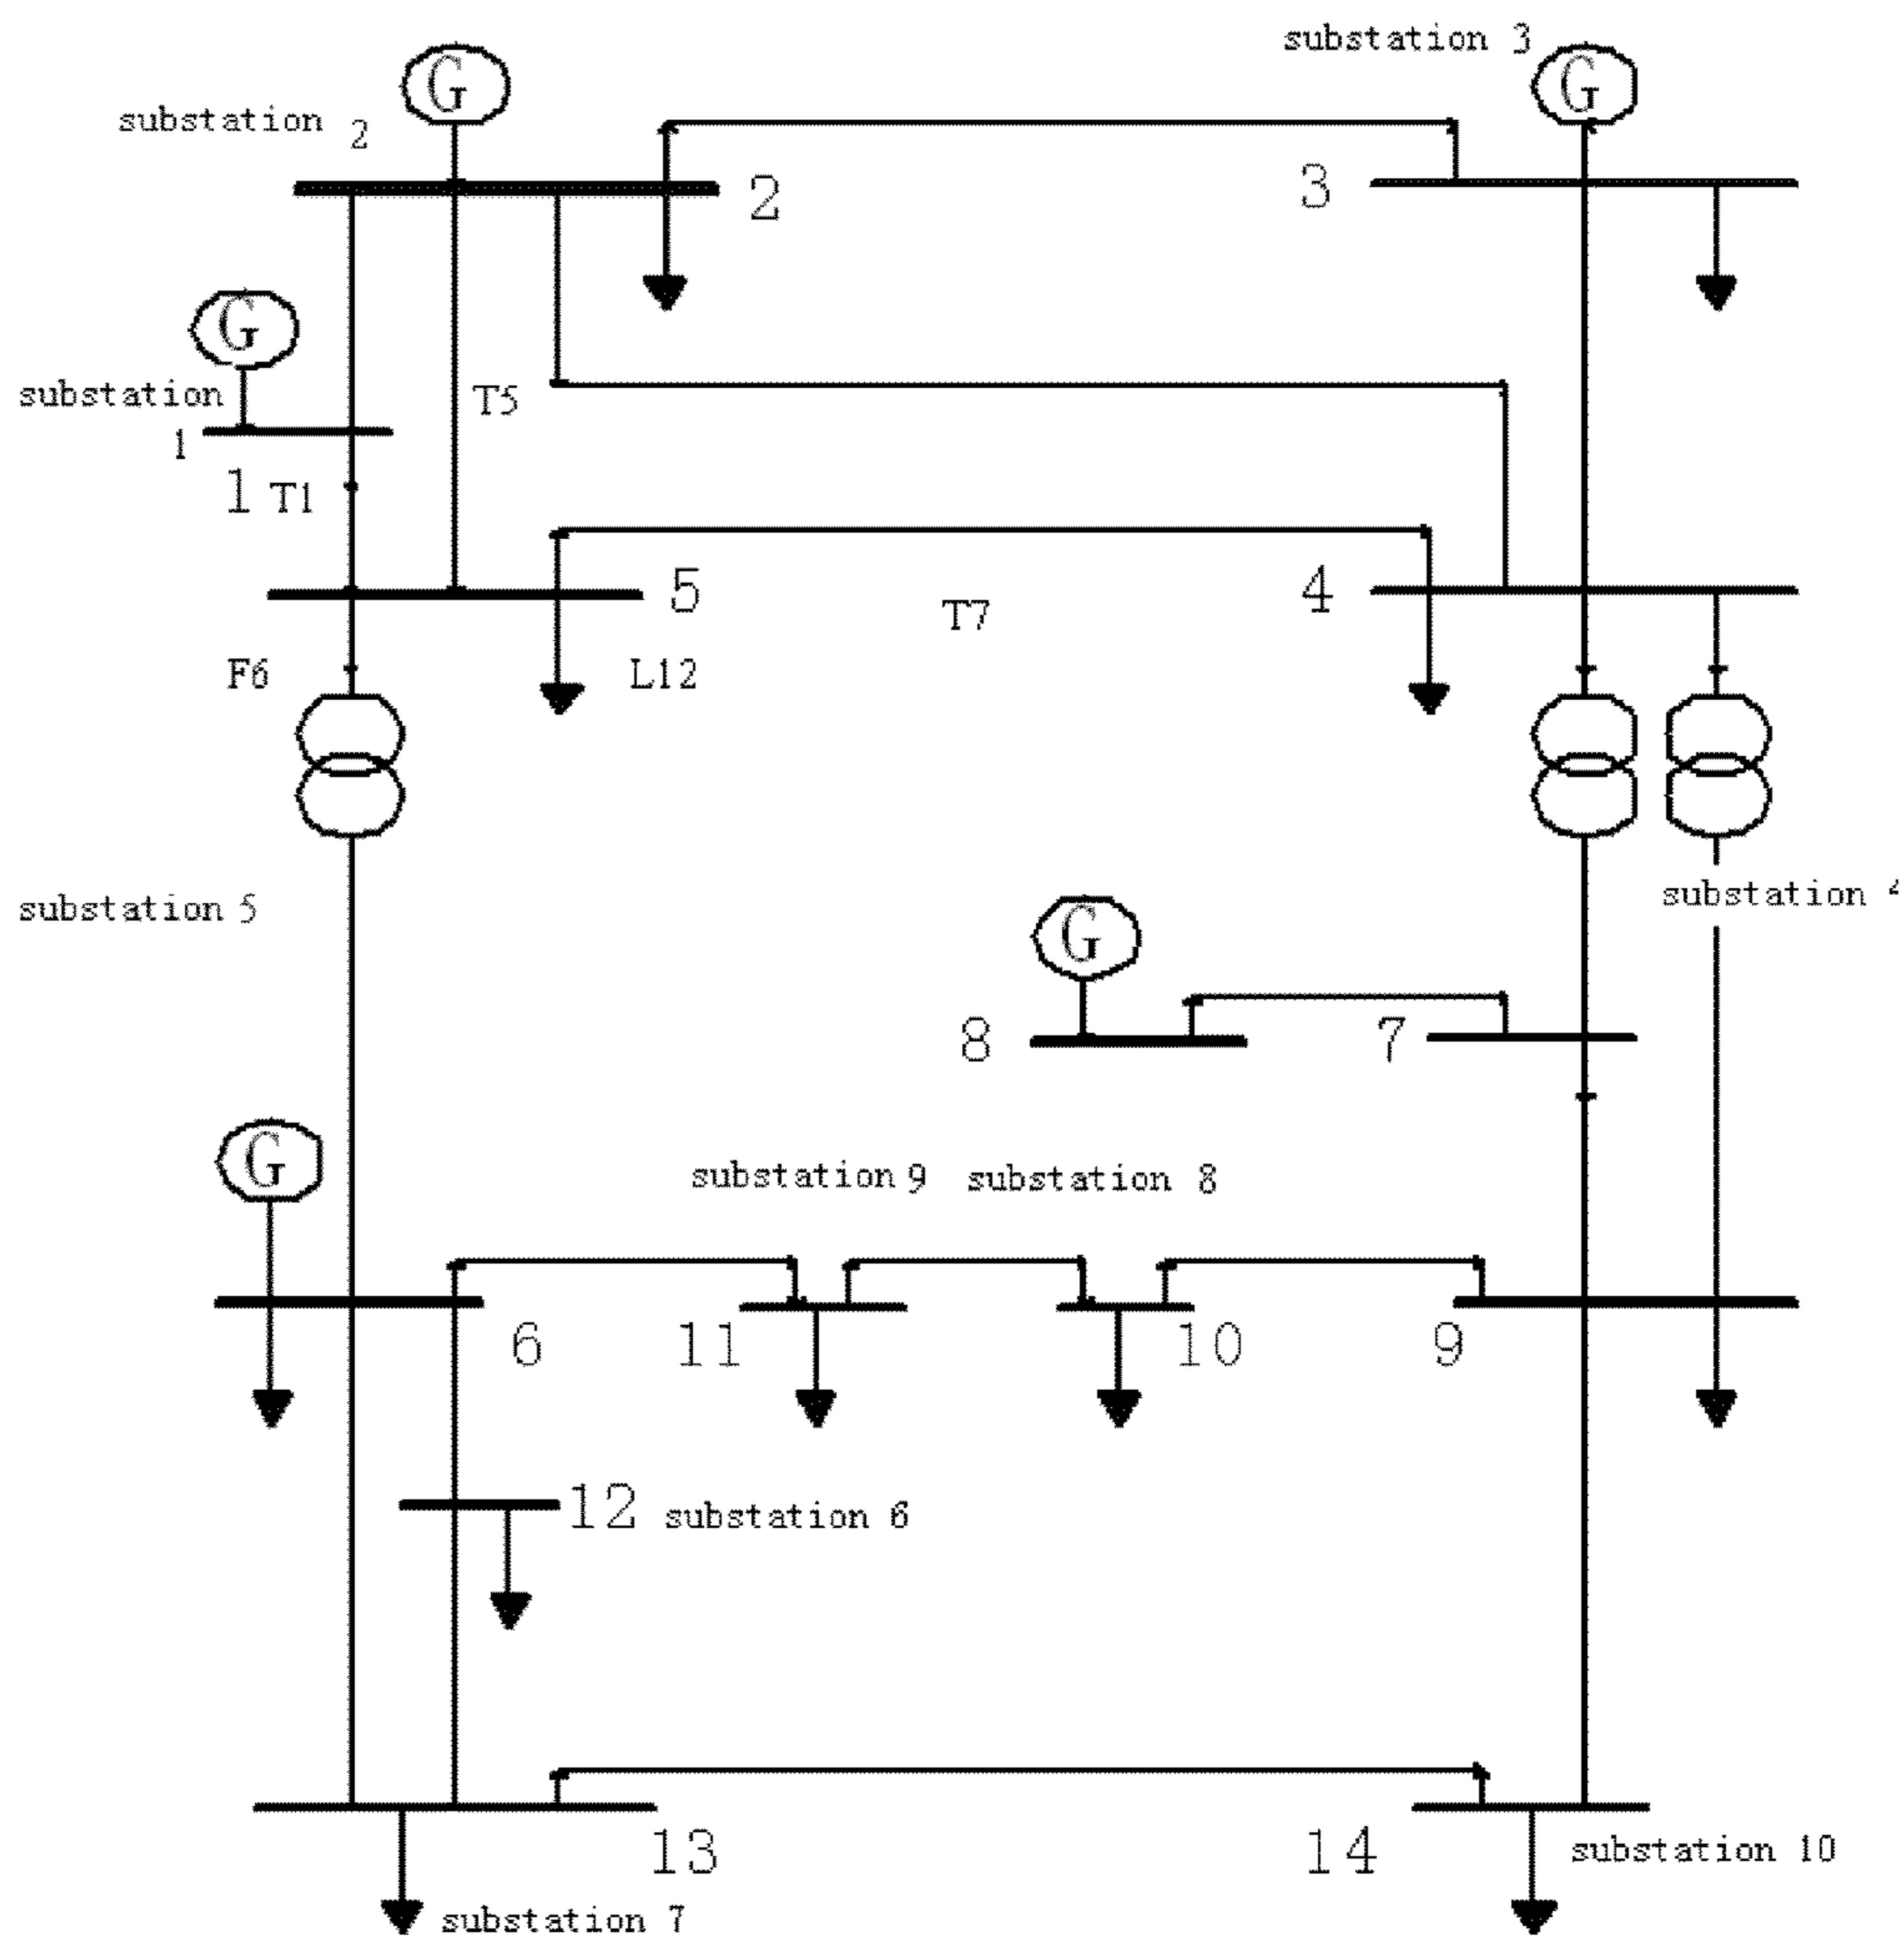 substation 3
G
G
substation 2
2
3
G
substation 1
T5
1 T1
5
4
T7
F6
L12
substation 5
substation
G
8
7
G
substation 9
substation 8
6
11
10
9
12
substation 6
13
14
substation 10
substation 7